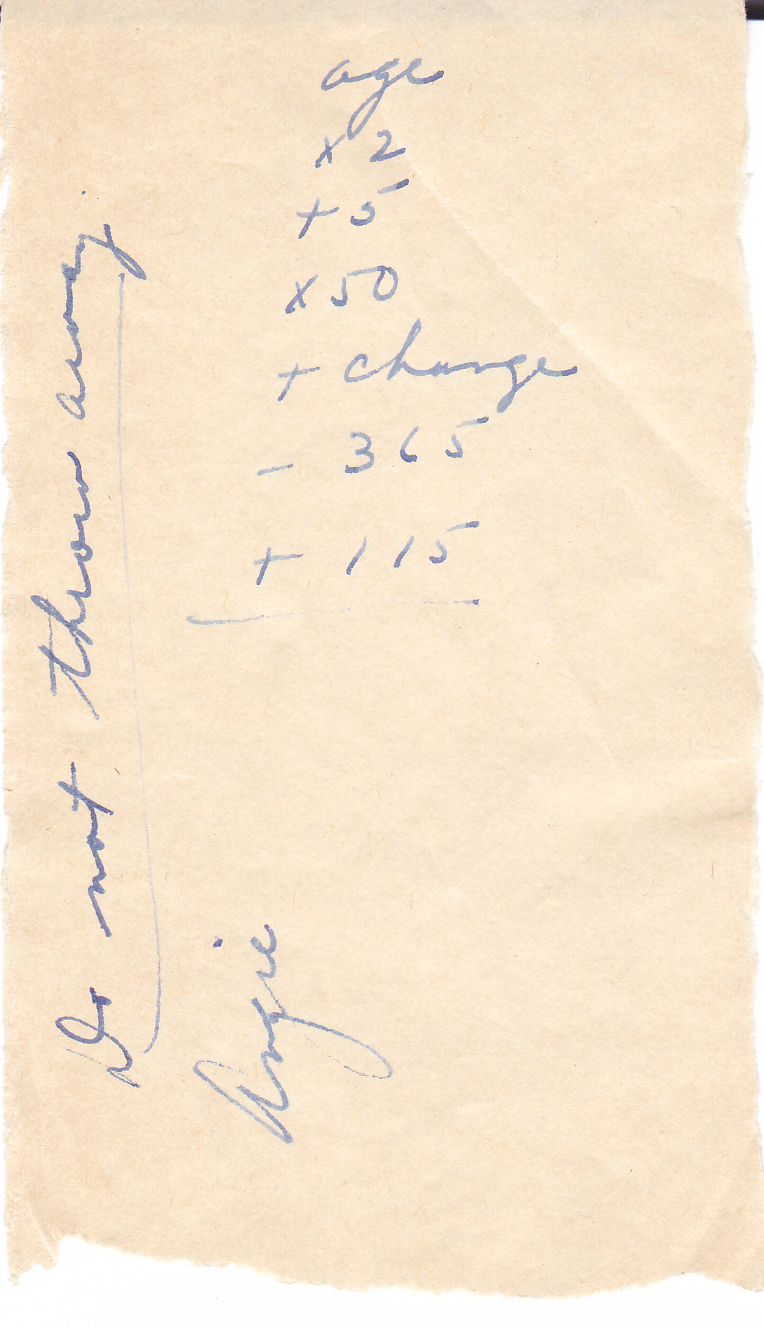 age
x 2
+ 5
x 50
+ change
- 365
+ 115
Do not throw away
Angie